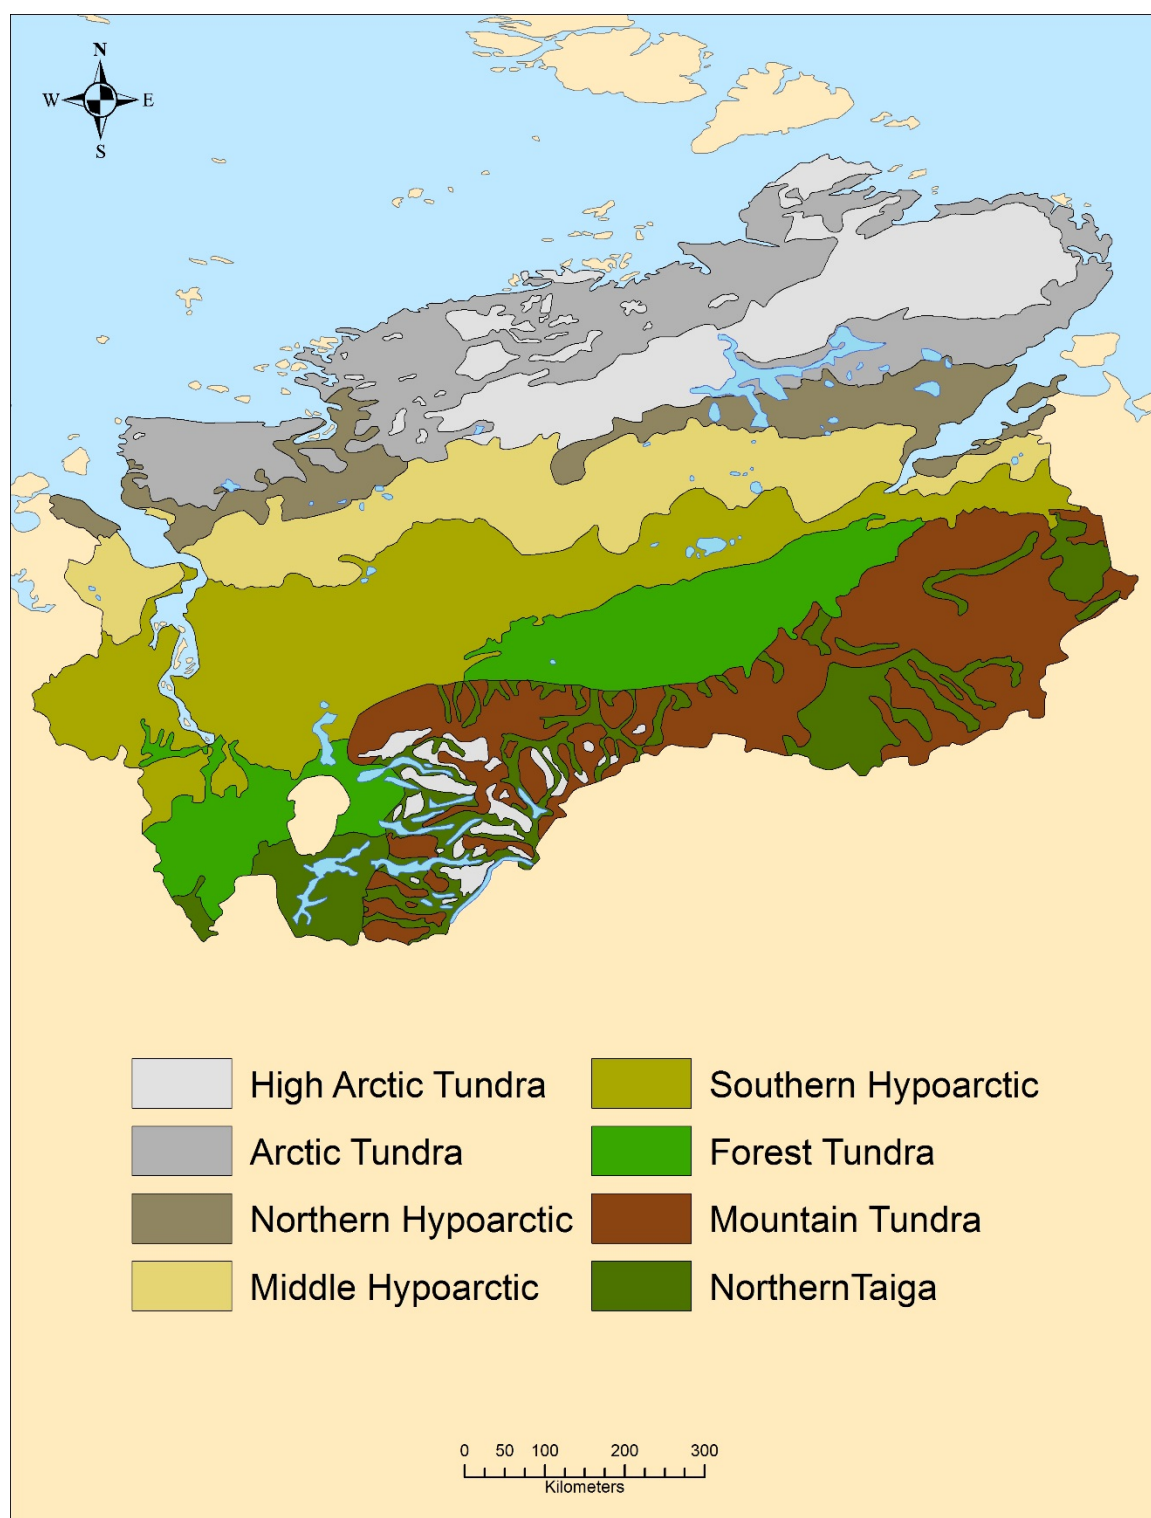 N
W E
S
High Arctic Tundra
Southern Hypoarctic
Arctic Tundra
Forest Tundra
Northern Hypoarctic
Mountain Tundra
Middle Hypoarctic
NorthernTaiga
0 50 100 200 300
Kilometers